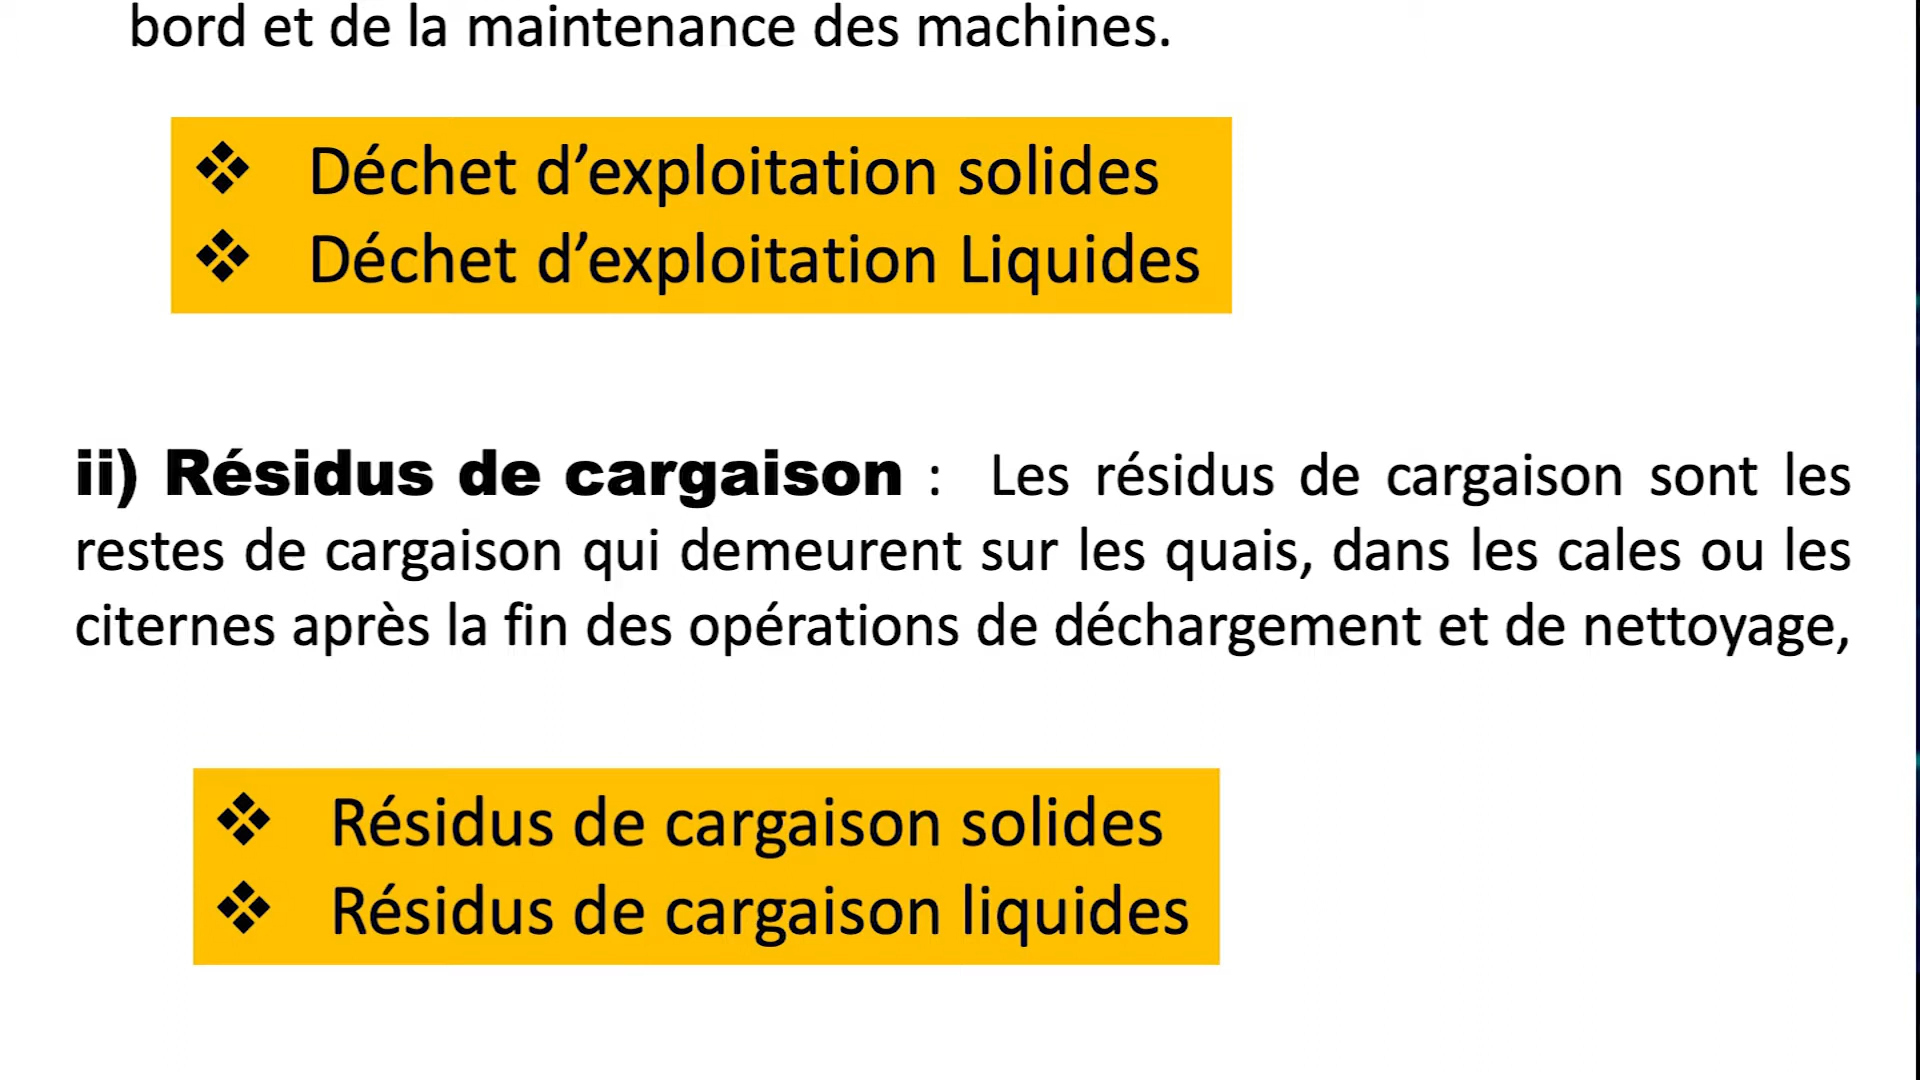 bord et de la maintenance des machines.
❖ Déchet d’exploitation solides
❖ Déchet d’exploitation Liquides
ii) Résidus de cargaison : Les résidus de cargaison sont les
restes de cargaison qui demeurent sur les quais, dans les cales ou les
citernes après la fin des opérations de déchargement et de nettoyage,
❖ Résidus de cargaison solides
❖ Résidus de cargaison liquides